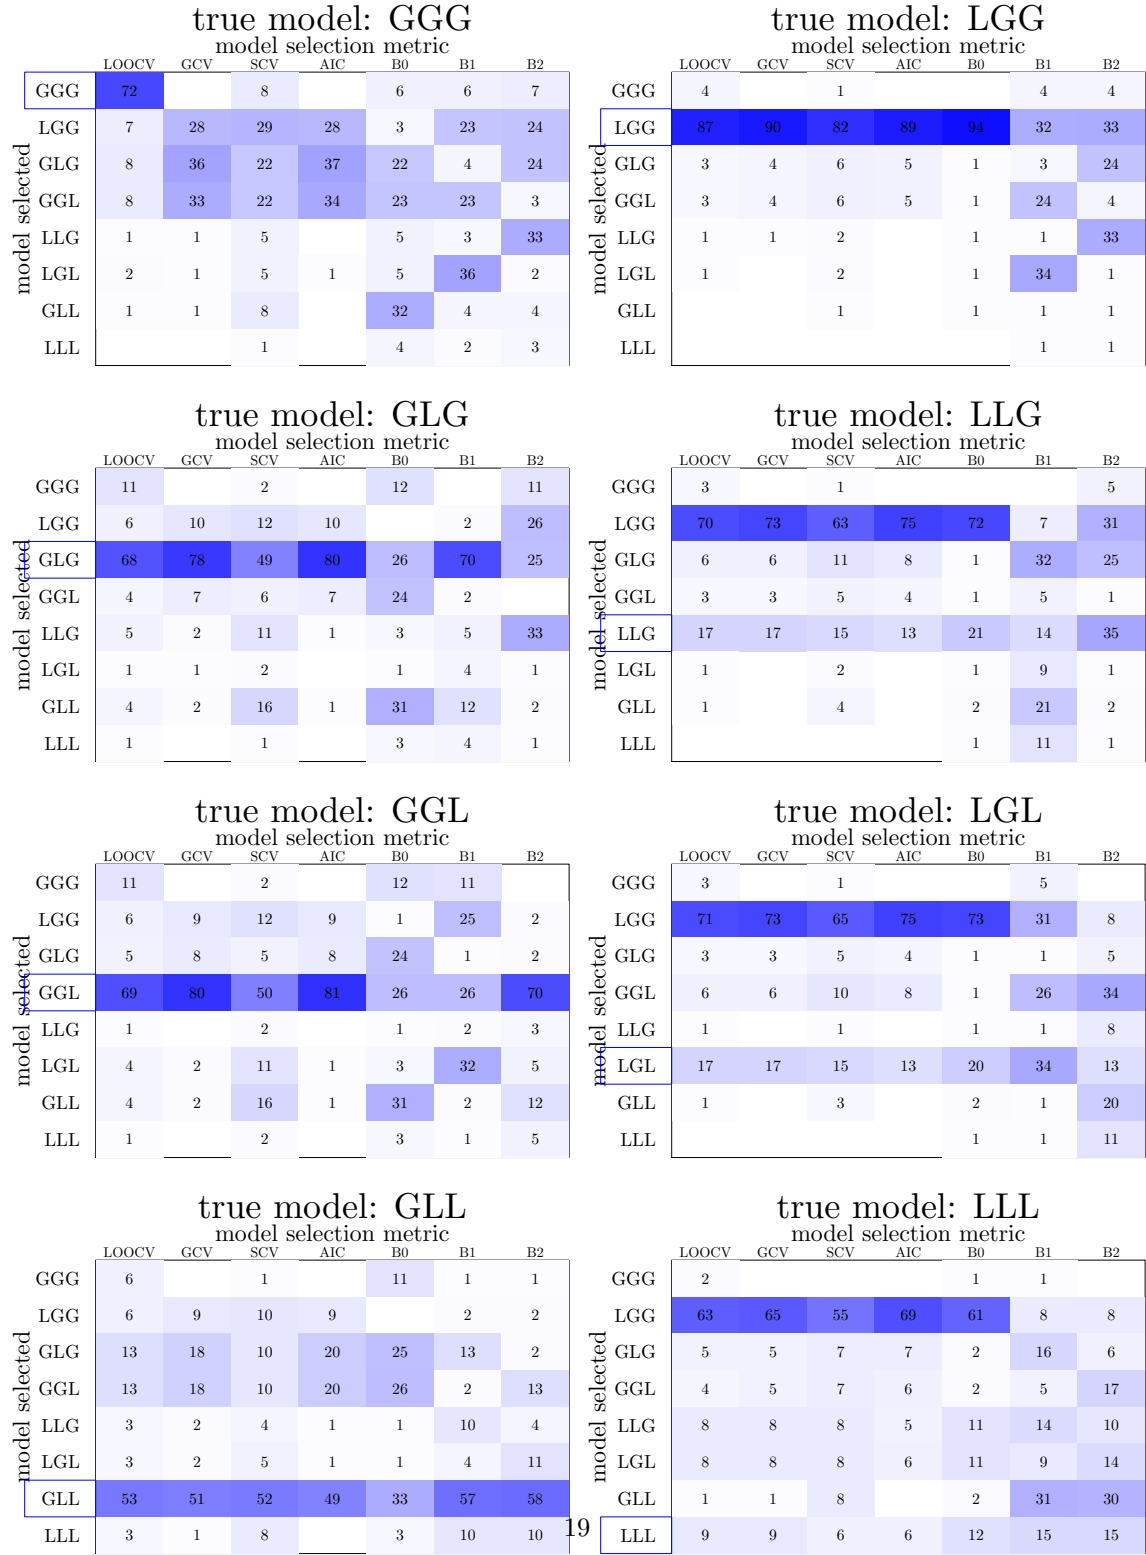 true model: GGG
model selection metric
LOOCV GCV SCV AIC B0 B1 B2
model selected
GGG 72 8 6 6 7
LGG 7 28 29 28 3 23 24
GLG 8 36 22 37 22 4 24
GGL 8 33 22 34 23 23 3
LLG 1 1 5 5 3 33
LGL 2 1 5 1 5 36 2
GLL 1 1 8 32 4 4
LLL 1 4 2 3
true model: LGG
model selection metric
LOOCV GCV SCV AIC B0 B1 B2
model selected
GGG 4 1 4 4
LGG 87 90 82 89 94 32 33
GLG 3 4 6 5 1 3 24
GGL 3 4 6 5 1 24 4
LLG 1 1 2 1 1 33
LGL 1 2 1 34 1
GLL 1 1 1 1
LLL 1 1
true model: GLG
model selection metric
LOOCV GCV SCV AIC B0 B1 B2
model selected
GGG 11 2 12 11
LGG 6 10 12 10 2 26
GLG 68 78 49 80 26 70 25
GGL 4 7 6 7 24 2
LLG 5 2 11 1 3 5 33
LGL 1 1 2 1 4 1
GLL 4 2 16 1 31 12 2
LLL 1 1 3 4 1
true model: LLG
model selection metric
LOOCV GCV SCV AIC B0 B1 B2
model selected
GGG 3 1 5
LGG 70 73 63 75 72 7 31
GLG 6 6 11 8 1 32 25
GGL 3 3 5 4 1 5 1
LLG 17 17 15 13 21 14 35
LGL 1 2 1 9 1
GLL 1 4 2 21 2
LLL 1 11 1
true model: GGL
model selection metric
LOOCV GCV SCV AIC B0 B1 B2
model selected
GGG 11 2 12 11
LGG 6 9 12 9 1 25 2
GLG 5 8 5 8 24 1 2
GGL 69 80 50 81 26 26 70
LLG 1 2 1 2 3
LGL 4 2 11 1 3 32 5
GLL 4 2 16 1 31 2 12
LLL 1 2 3 1 5
true model: LGL
model selection metric
LOOCV GCV SCV AIC B0 B1 B2
model selected
GGG 3 1 5
LGG 71 73 65 75 73 31 8
GLG 3 3 5 4 1 1 5
GGL 6 6 10 8 1 26 34
LLG 1 1 1 1 8
LGL 17 17 15 13 20 34 13
GLL 1 3 2 1 20
LLL 1 1 11
true model: GLL
model selection metric
LOOCV GCV SCV AIC B0 B1 B2
model selected
GGG 6 1 11 1 1
LGG 6 9 10 9 2 2
GLG 13 18 10 20 25 13 2
GGL 13 18 10 20 26 2 13
LLG 3 2 4 1 1 10 4
LGL 3 2 5 1 1 4 11
GLL 53 51 52 49 33 57 58
LLL 3 1 8 3 10 10
true model: LLL
model selection metric
LOOCV GCV SCV AIC B0 B1 B2
model selected
GGG 2 1 1
LGG 63 65 55 69 61 8 8
GLG 5 5 7 7 2 16 6
GGL 4 5 7 6 2 5 17
LLG 8 8 8 5 11 14 10
LGL 8 8 8 6 11 9 14
GLL 1 1 8 2 31 30
LLL 9 9 6 6 12 15 15
19